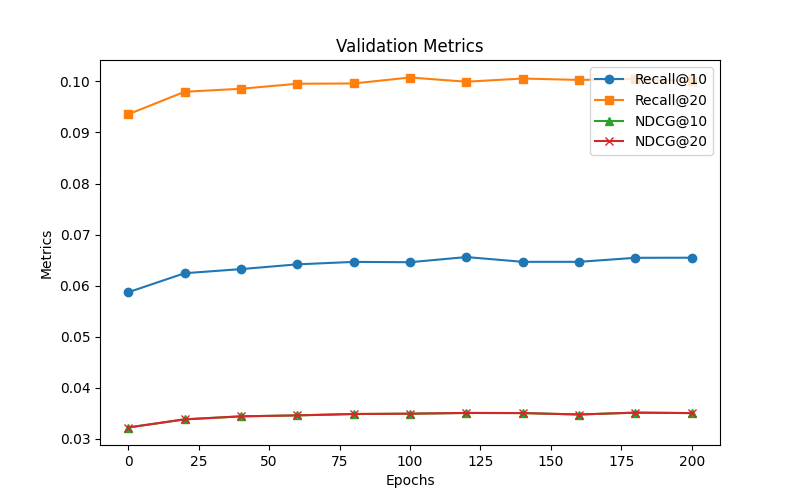 Validation Metrics
Metrics
0.10
0.09
0.08
0.07
0.06
0.05
0.04
0.03
Recall@10
Recall@20
NDCG@10
NDCG@20
0 25 50 75 100 125 150 175 200
Epochs